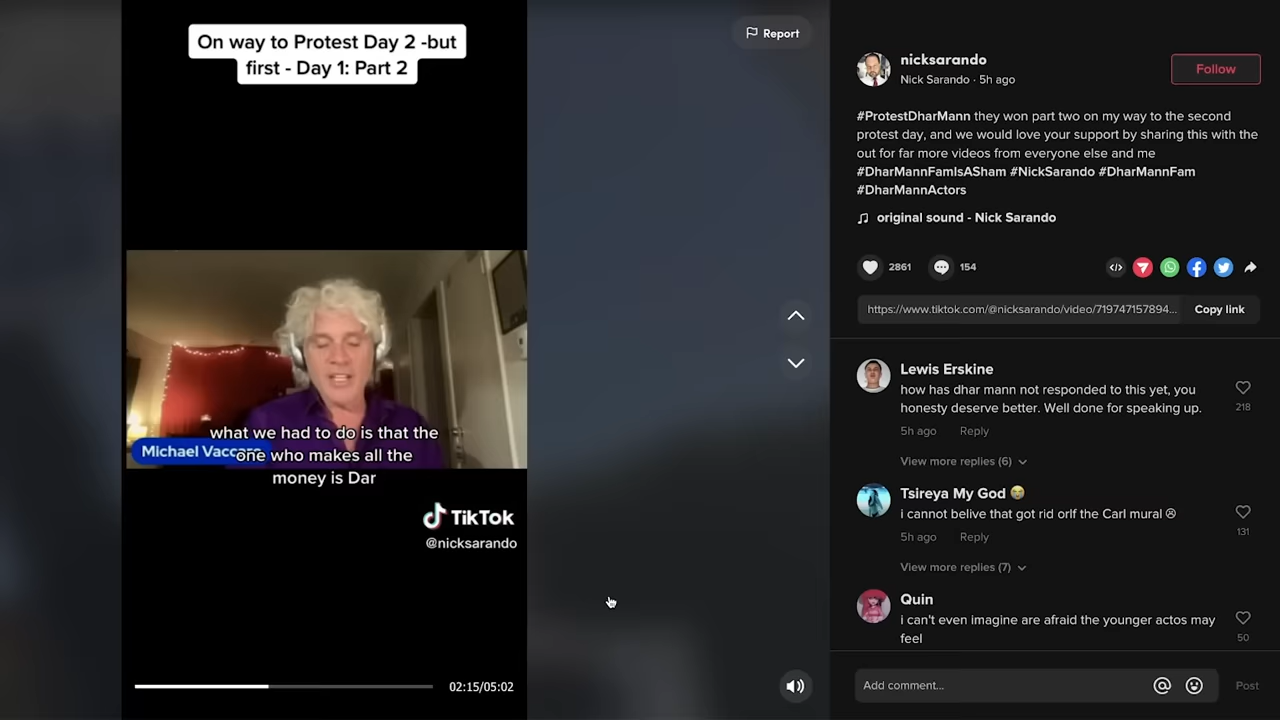 On way to Protest Day 2 -but
first - Day 1: Part 2
Report
what we had to do is that the
Michael Vacc
one who makes all the
money is Dar
TikTok
@nicksarando
02:15/05:02
nicksarando
Nick Sarando · 5h ago
Follow
#ProtestDharMann they won part two on my way to the second
protest day, and we would love your support by sharing this with the
out for far more videos from everyone else and me
#DharMannFamIsASham #NickSarando #DharMannFam
#DharMannActors
original sound - Nick Sarando
2861
154
https://www.tiktok.com/@nicksarando/video/719747157894...
Copy link
Lewis Erskine
how has dhar mann not responded to this yet, you
honesty deserve better. Well done for speaking up.
218
5h ago Reply
View more replies (6)
Tsireya My God 😭
i cannot belive that got rid orlf the Carl mural ☹
131
5h ago Reply
View more replies (7)
Quin
i can't even imagine are afraid the younger actos may
feel
50
Add comment...
Post